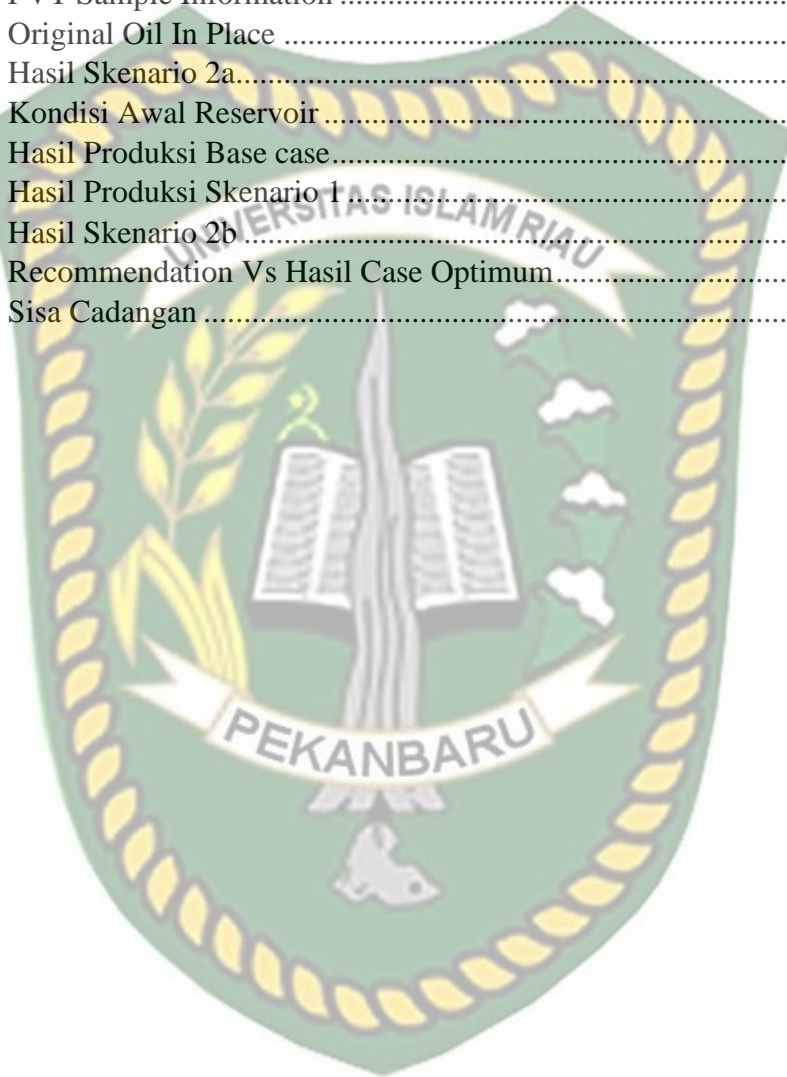 PVT Sample Information ..........................................................
Original Oil In Place ..................................................................
Hasil Skenario 2a..........................................................................
Kondisi Awal Reservoir ............................................................
Hasil Produksi Base case...........................................................
Hasil Produksi Skenario 1 .........................................................
Hasil Skenario 2b.........................................................................
Recommendation Vs Hasil Case Optimum............................
Sisa Cadangan ..............................................................................
UNIVERSITAS ISLAM RIAU
PEKANBARU